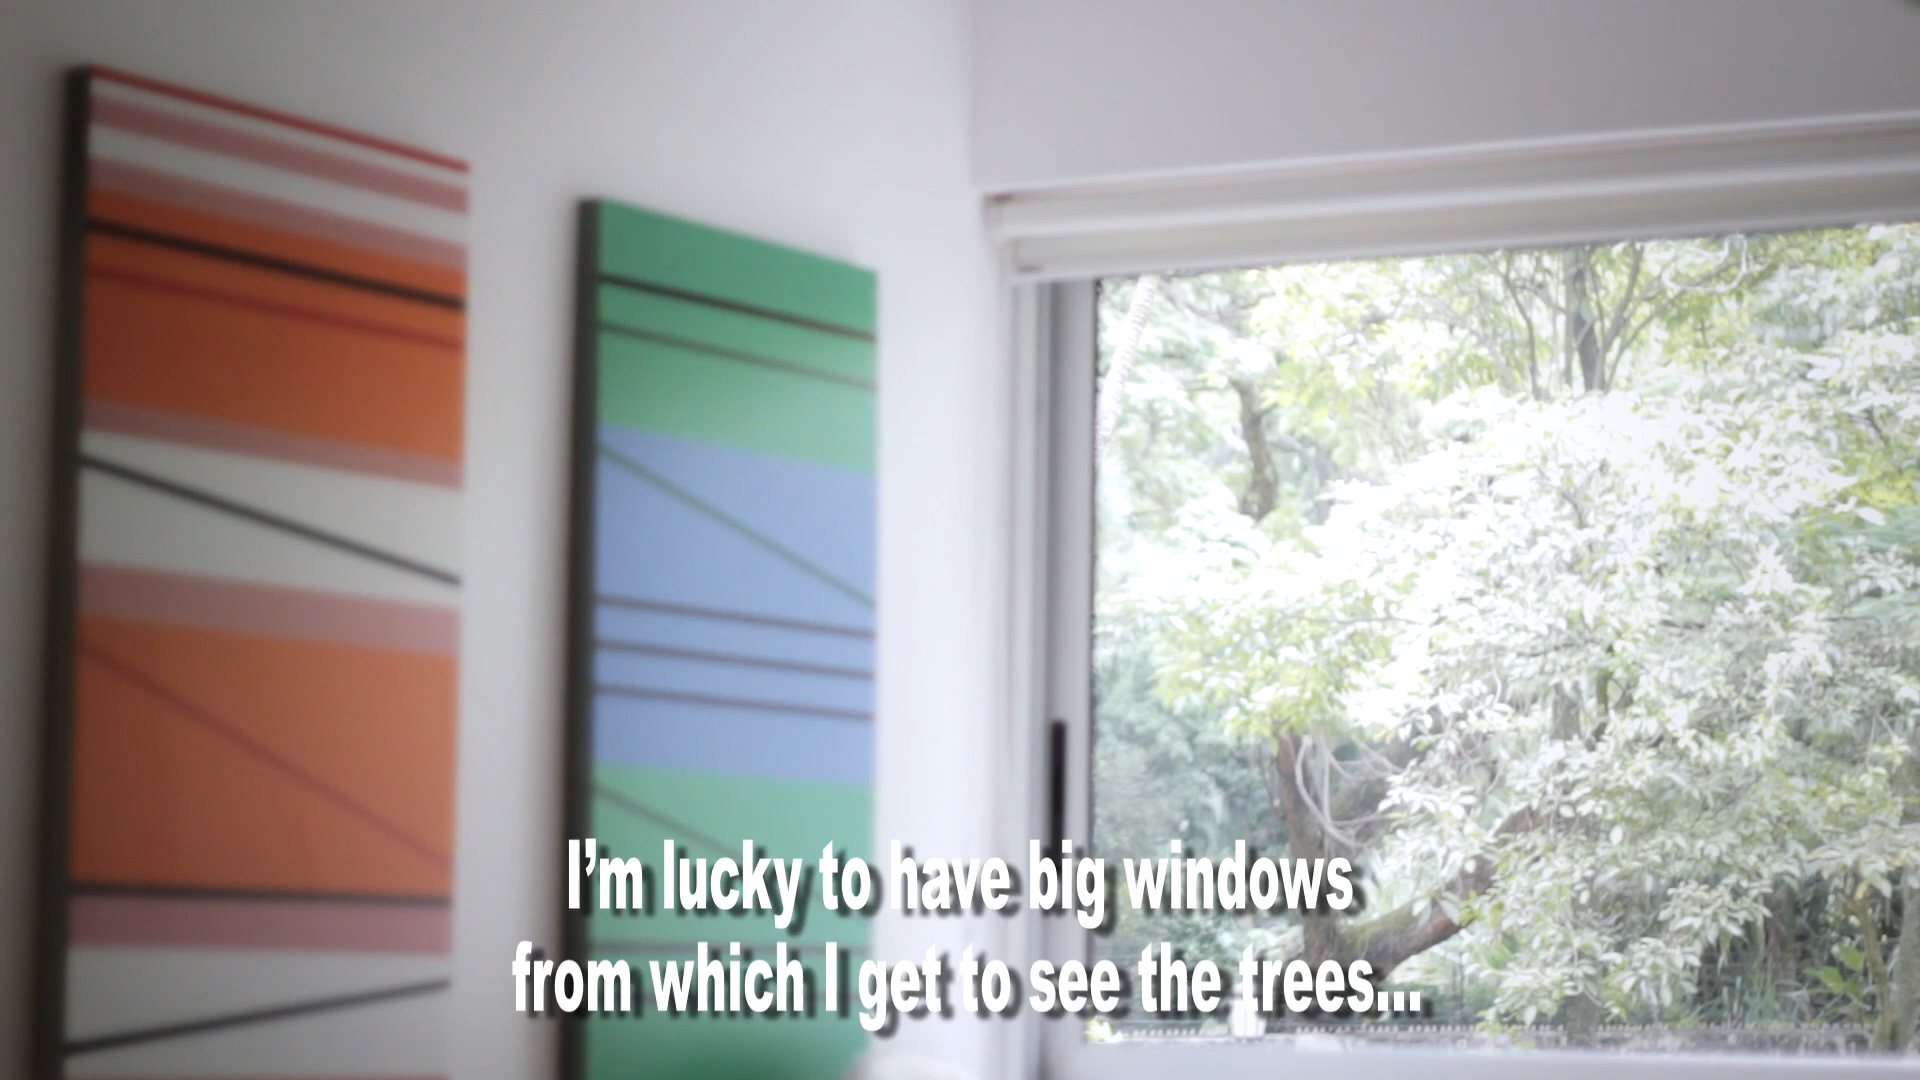 I’m lucky to have big windows
from which I get to see the trees...